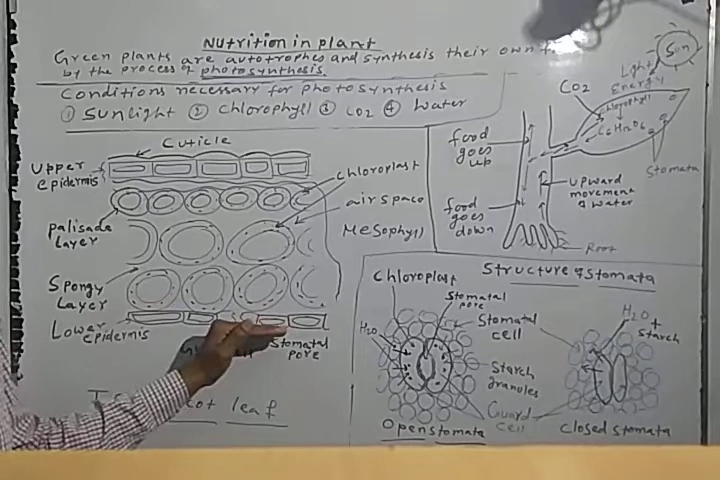 Nutrition in plant
Green plants are autotrophes and synthesis their own
by the process of photosynthesis.
Conditions necessary for photosynthesis
① Sunlight ② Chlorophyll ③ CO2 ④ Water
Cuticle
Upper
epidermis
chloroplast
airspace
palisade
Layer
Mesophyll
Spongy
Layer
Lower
epidermis
Stomatal
pore
leaf
Sun
Light
Energy
CO2
chlorophyll
C6H12O6
Stomata
food
goes
up
upward
movement
of water
food
goes
down
Root
Structure of Stomata
Chloroplast
Stomatal
pore
H2O
Stomatal
cell
Starch
granules
Guard
cell
Open stomata
H2O
+
Starch
Closed stomata